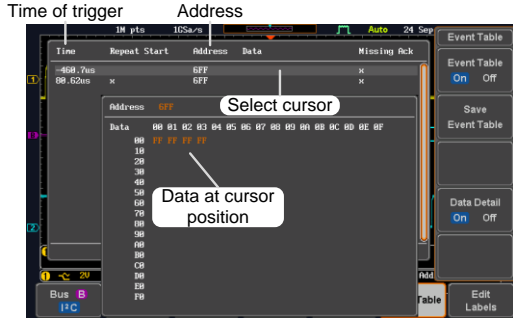 Time of trigger Address
1M pts 1GSa/s Auto 24 Sep
Event Table
Time Repeat Start Address Data Missing Ack
-460.7us 6FF x
80.62us x 6FF x
Event Table
On Off
Select cursor
Save
Event Table
Address 6FF
Data 00 01 02 03 04 05 06 07 08 09 0A 0B 0C 0D 0E 0F
00 FF FF FF FF
10
20
30
40
50
60
70
80
90
A0
B0
C0
D0
E0
F0
Data at cursor
position
Data Detail
On Off
1 2V Add
Bus B
I²C
Table
Edit
Labels